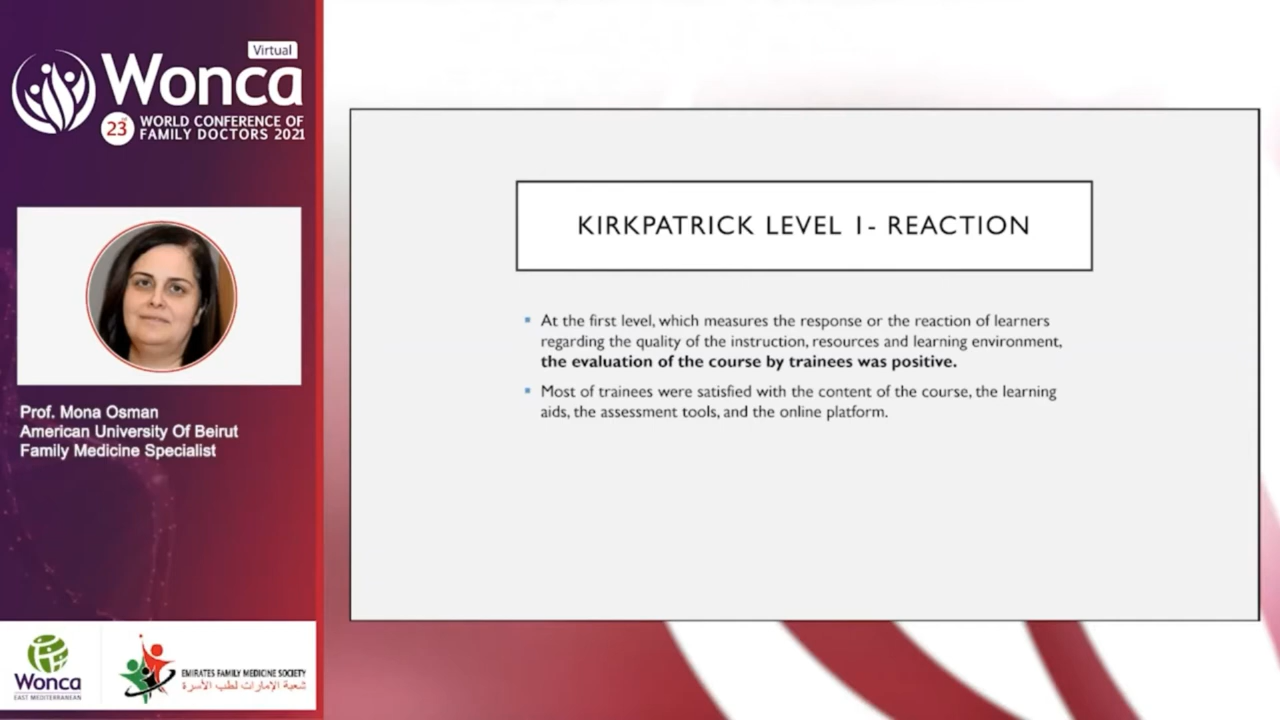 Virtual
Wonca
23 WORLD CONFERENCE OF
FAMILY DOCTORS 2021
Prof. Mona Osman
American University Of Beirut
Family Medicine Specialist
Wonca
EAST MEDITERRANEAN
EMIRATES FAMILY MEDICINE SOCIETY
شعبة الإمارات لطب الأسرة
KIRKPATRICK LEVEL 1- REACTION
▪ At the first level, which measures the response or the reaction of learners
regarding the quality of the instruction, resources and learning environment,
the evaluation of the course by trainees was positive.
▪ Most of trainees were satisfied with the content of the course, the learning
aids, the assessment tools, and the online platform.